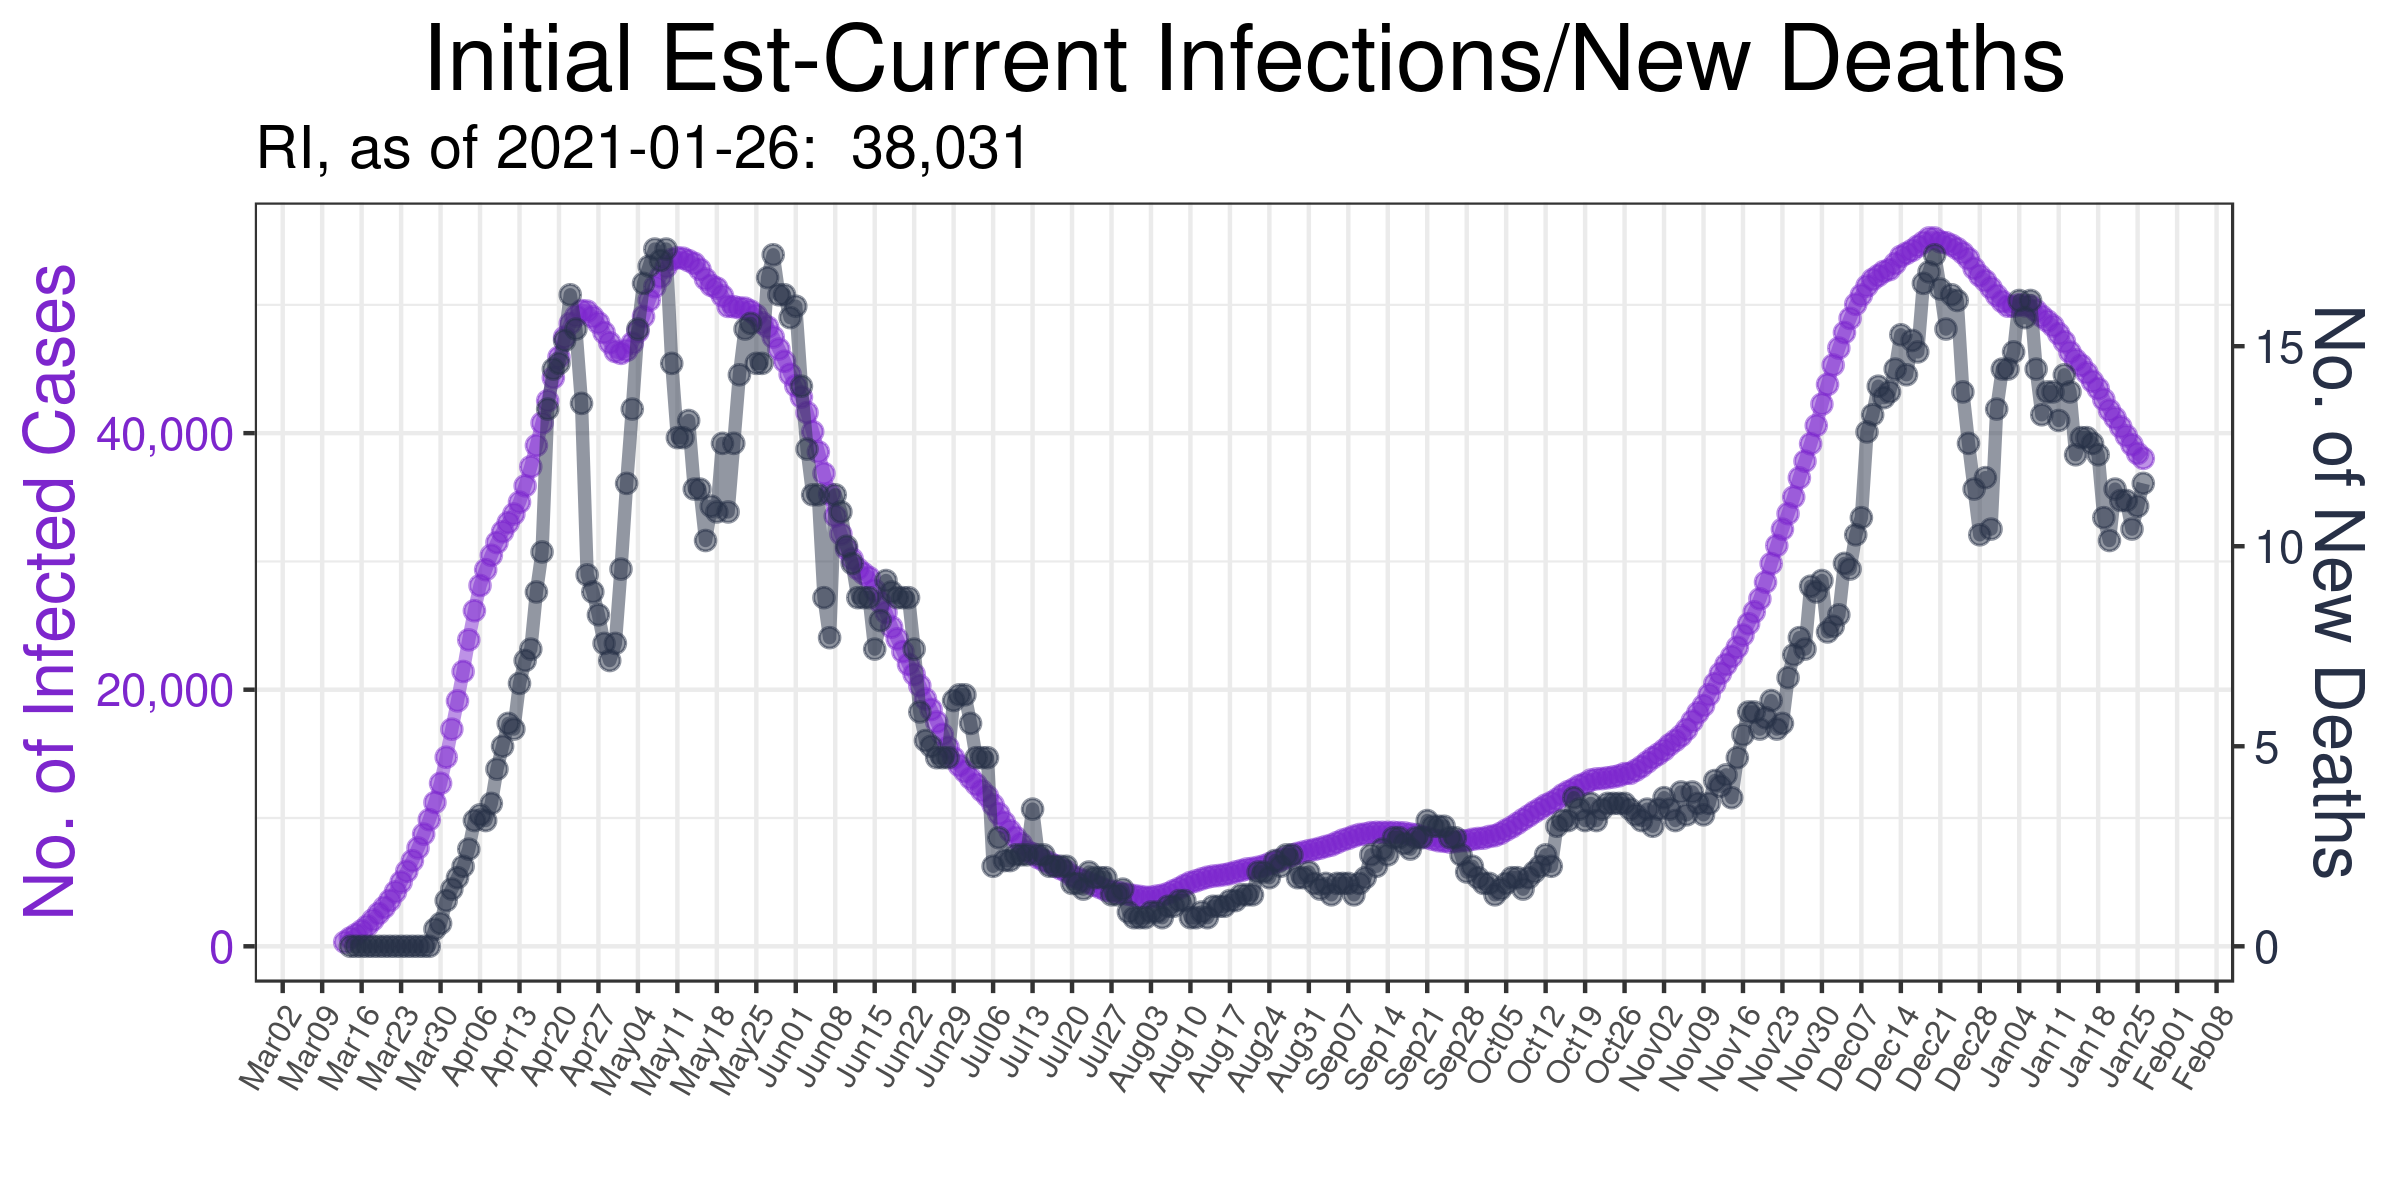 Initial Est-Current Infections/New Deaths
RI, as of 2021-01-26:  38,031
No. of Infected Cases
40,000
20,000
0
15
10
5
0
No. of New Deaths
Mar02 Mar09 Mar16 Mar23 Mar30 Apr06 Apr13 Apr20 Apr27 May04 May11 May18 May25 Jun01 Jun08 Jun15 Jun22 Jun29 Jul06 Jul13 Jul20 Jul27 Aug03 Aug10 Aug17 Aug24 Aug31 Sep07 Sep14 Sep21 Sep28 Oct05 Oct12 Oct19 Oct26 Nov02 Nov09 Nov16 Nov23 Nov30 Dec07 Dec14 Dec21 Dec28 Jan04 Jan11 Jan18 Jan25 Feb01 Feb08